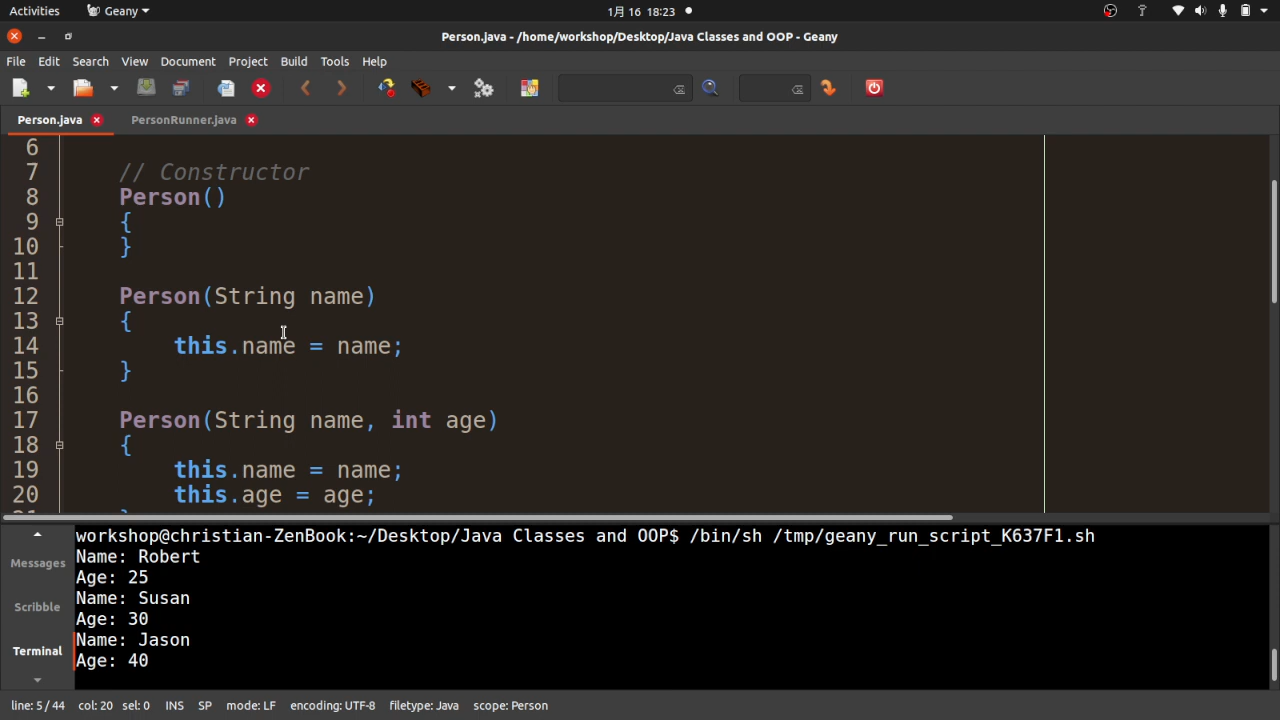 Activities Geany 1月 16 18:23
Person.java - /home/workshop/Desktop/Java Classes and OOP - Geany
File Edit Search View Document Project Build Tools Help
Person.java PersonRunner.java
6
7 // Constructor
8 Person()
9 {
10 }
11
12 Person(String name)
13 {
14 this.name = name;
15 }
16
17 Person(String name, int age)
18 {
19 this.name = name;
20 this.age = age;
workshop@christian-ZenBook:~/Desktop/Java Classes and OOP$ /bin/sh /tmp/geany_run_script_K637F1.sh
Name: Robert
Age: 25
Name: Susan
Age: 30
Name: Jason
Age: 40
Messages
Scribble
Terminal
line: 5 / 44 col: 20 sel: 0 INS SP mode: LF encoding: UTF-8 filetype: Java scope: Person